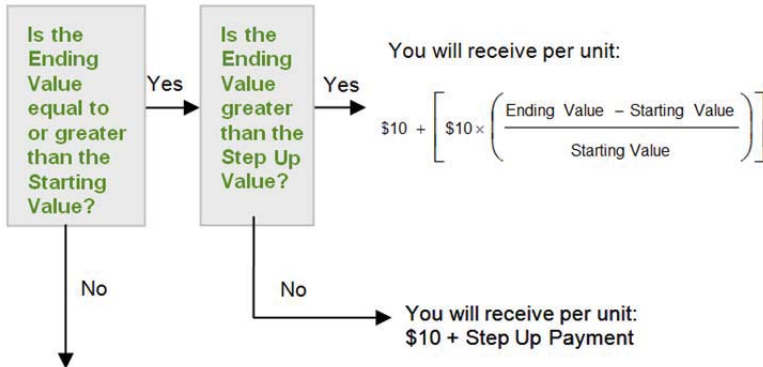 Is the
Ending
Value
equal to
or greater
than the
Starting
Value?
Yes
Is the
Ending
Value
greater
than the
Step Up
Value?
Yes
You will receive per unit:
$10 + [ $10 × ( Ending Value – Starting Value
Starting Value ) ]
No
No
You will receive per unit:
$10 + Step Up Payment